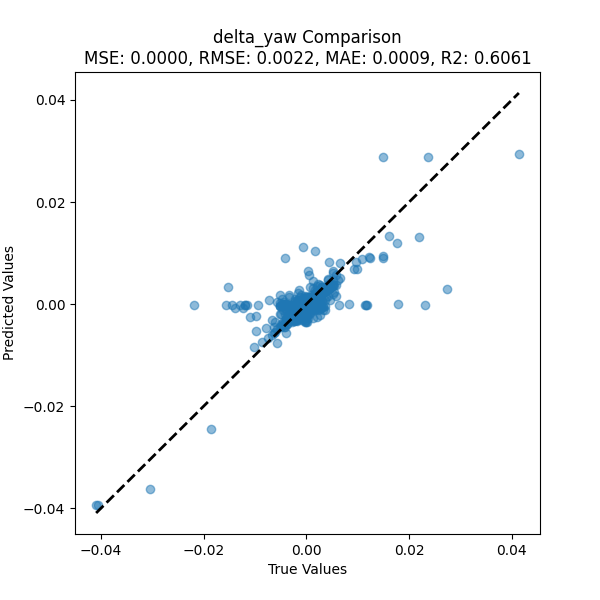 delta_yaw Comparison
MSE: 0.0000, RMSE: 0.0022, MAE: 0.0009, R2: 0.6061
Predicted Values
0.04
0.02
0.00
−0.02
−0.04
−0.04
−0.02
0.00
0.02
0.04
True Values